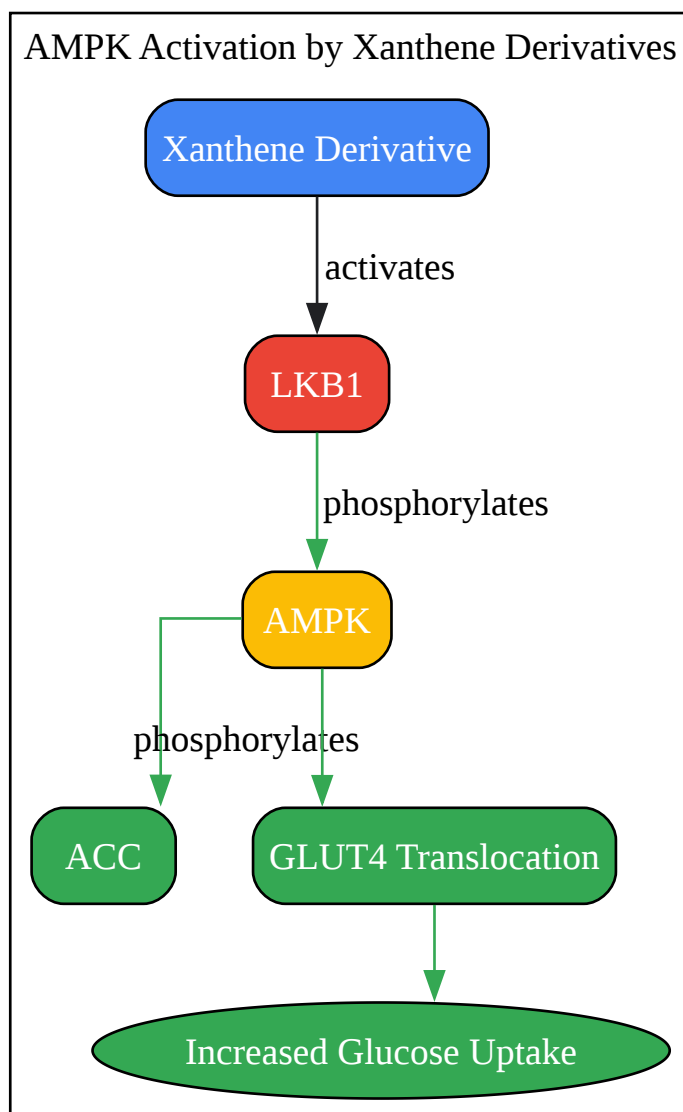 AMPK Activation by Xanthene Derivatives
Xanthene Derivative
activates
LKB1
phosphorylates
AMPK
phosphorylates
ACC
GLUT4 Translocation
Increased Glucose Uptake